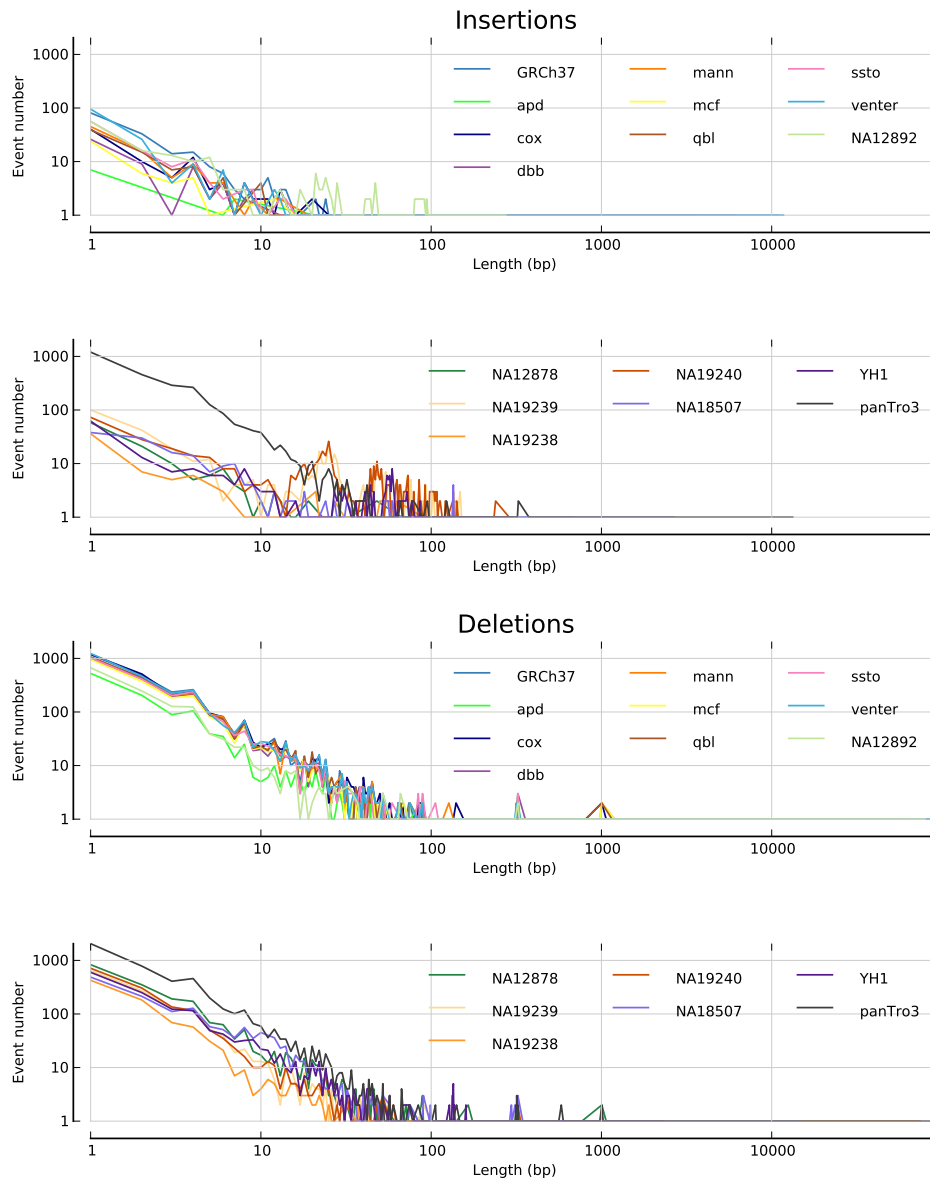 Insertions
1000
100
10
1
Event number
GRCh37 mann ssto
apd mcf venter
cox qbl NA12892
dbb
1 10 100 1000 10000
Length (bp)
1000
100
10
1
Event number
NA12878 NA19240 YH1
NA19239 NA18507 panTro3
NA19238
1 10 100 1000 10000
Length (bp)
Deletions
1000
100
10
1
Event number
GRCh37 mann ssto
apd mcf venter
cox qbl NA12892
dbb
1 10 100 1000 10000
Length (bp)
1000
100
10
1
Event number
NA12878 NA19240 YH1
NA19239 NA18507 panTro3
NA19238
1 10 100 1000 10000
Length (bp)